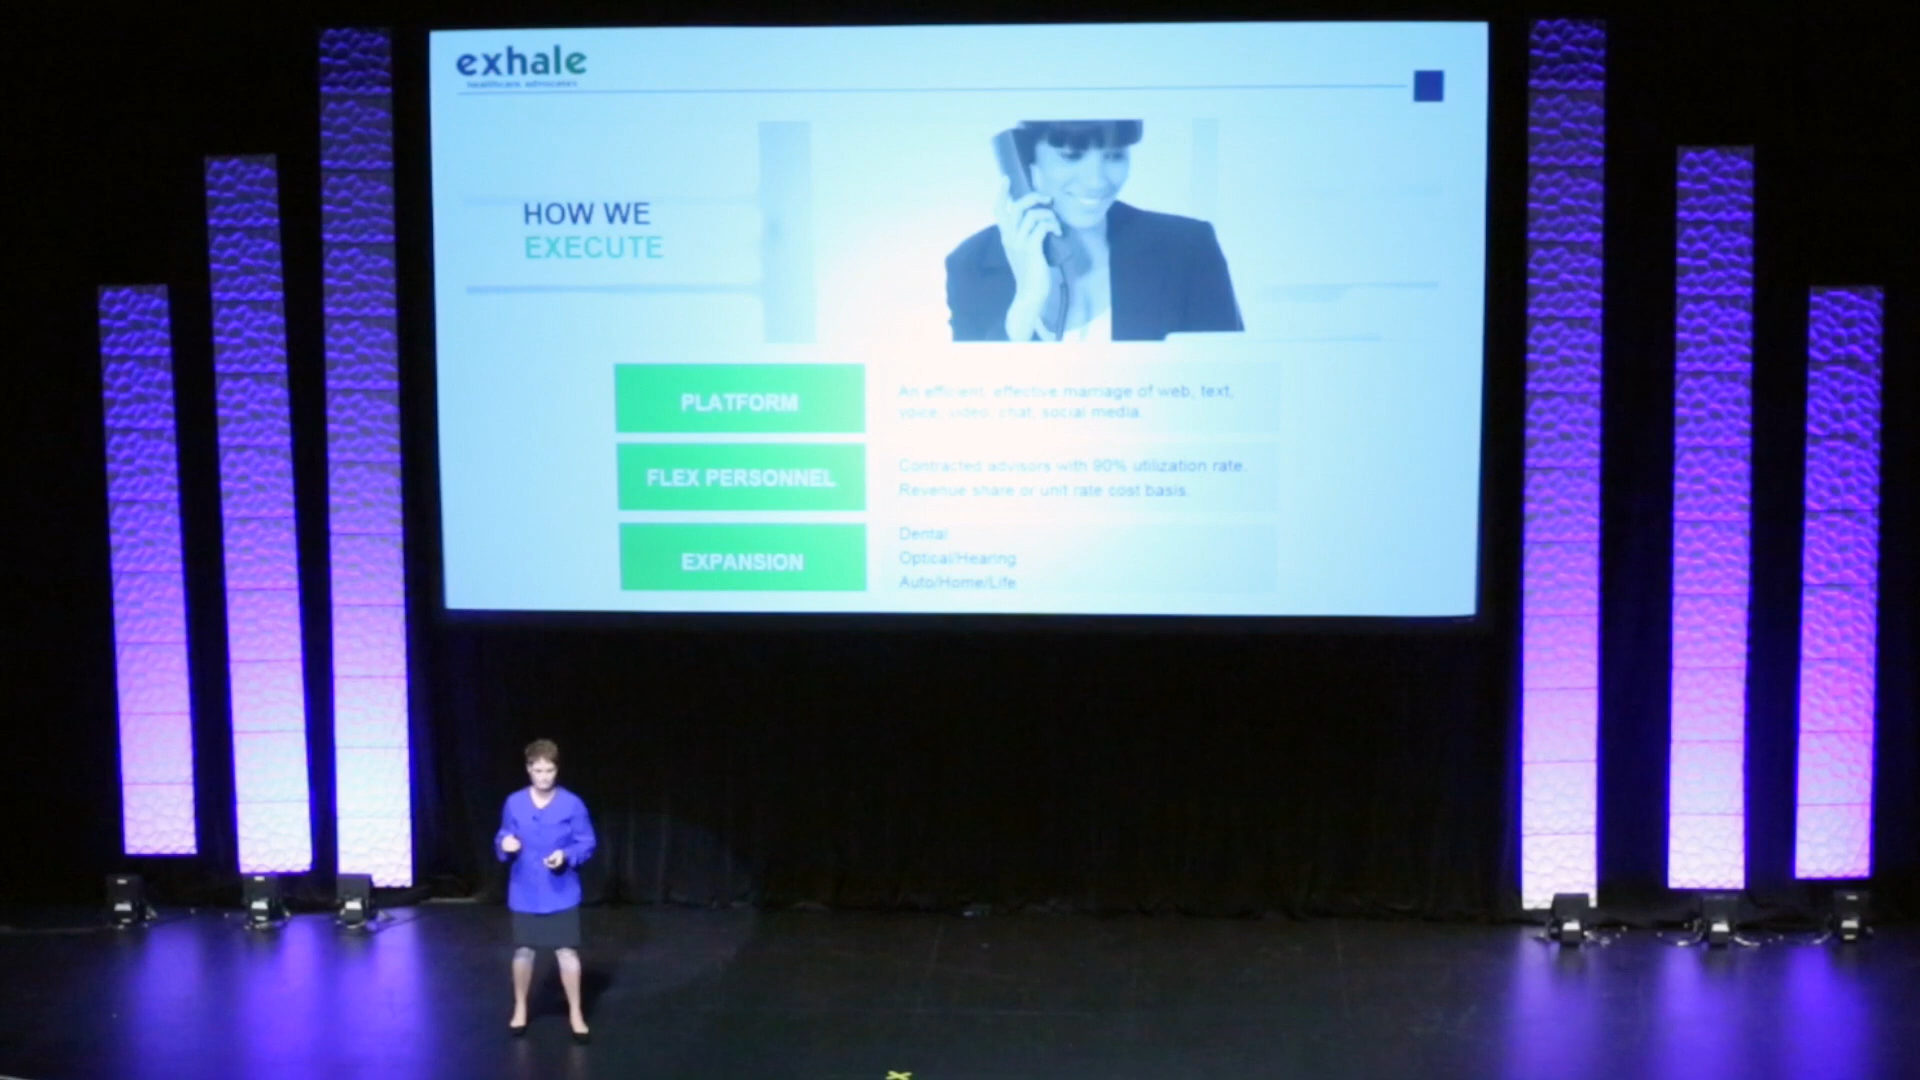 exhale
healthcare advocates
HOW WE
EXECUTE
PLATFORM
An efficient, effective marriage of web, text,
voice, video, chat, social media.
FLEX PERSONNEL
Contracted advisors with 90% utilization rate.
Revenue share or unit rate cost basis.
EXPANSION
Dental
Optical/Hearing
Auto/Home/Life